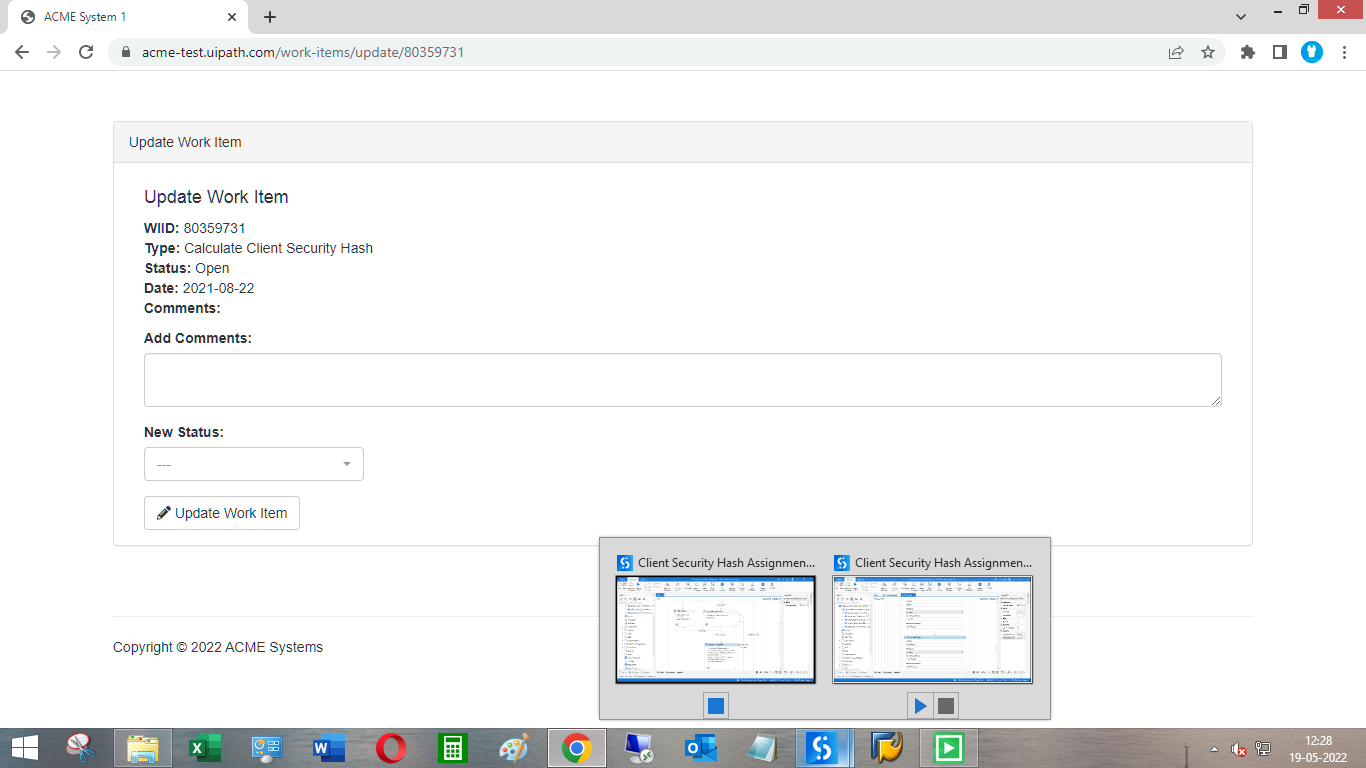 ACME System 1
acme-test.uipath.com/work-items/update/80359731
Update Work Item
Update Work Item
WIID: 80359731
Type: Calculate Client Security Hash
Status: Open
Date: 2021-08-22
Comments:
Add Comments:
New Status:
---
Update Work Item
Client Security Hash Assignmen...
Client Security Hash Assignmen...
Copyright © 2022 ACME Systems
12:28
19-05-2022